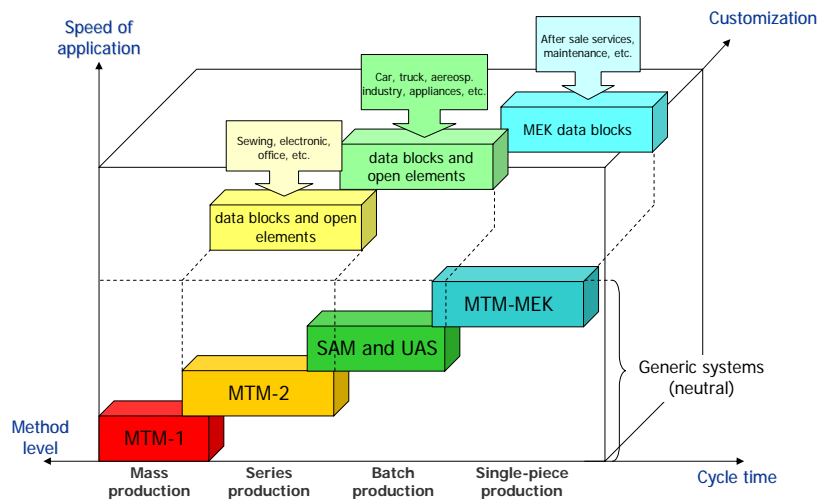 Speed of
application
Customization
After sale services,
maintenance, etc.
Car, truck, aereosp.
industry, appliances, etc.
Sewing, electronic,
office, etc.
MEK data blocks
data blocks and
open elements
data blocks and open
elements
MTM-MEK
SAM and UAS
MTM-2
MTM-1
Generic systems
(neutral)
Method
level
Mass
production
Series
production
Batch
production
Single-piece
production
Cycle time